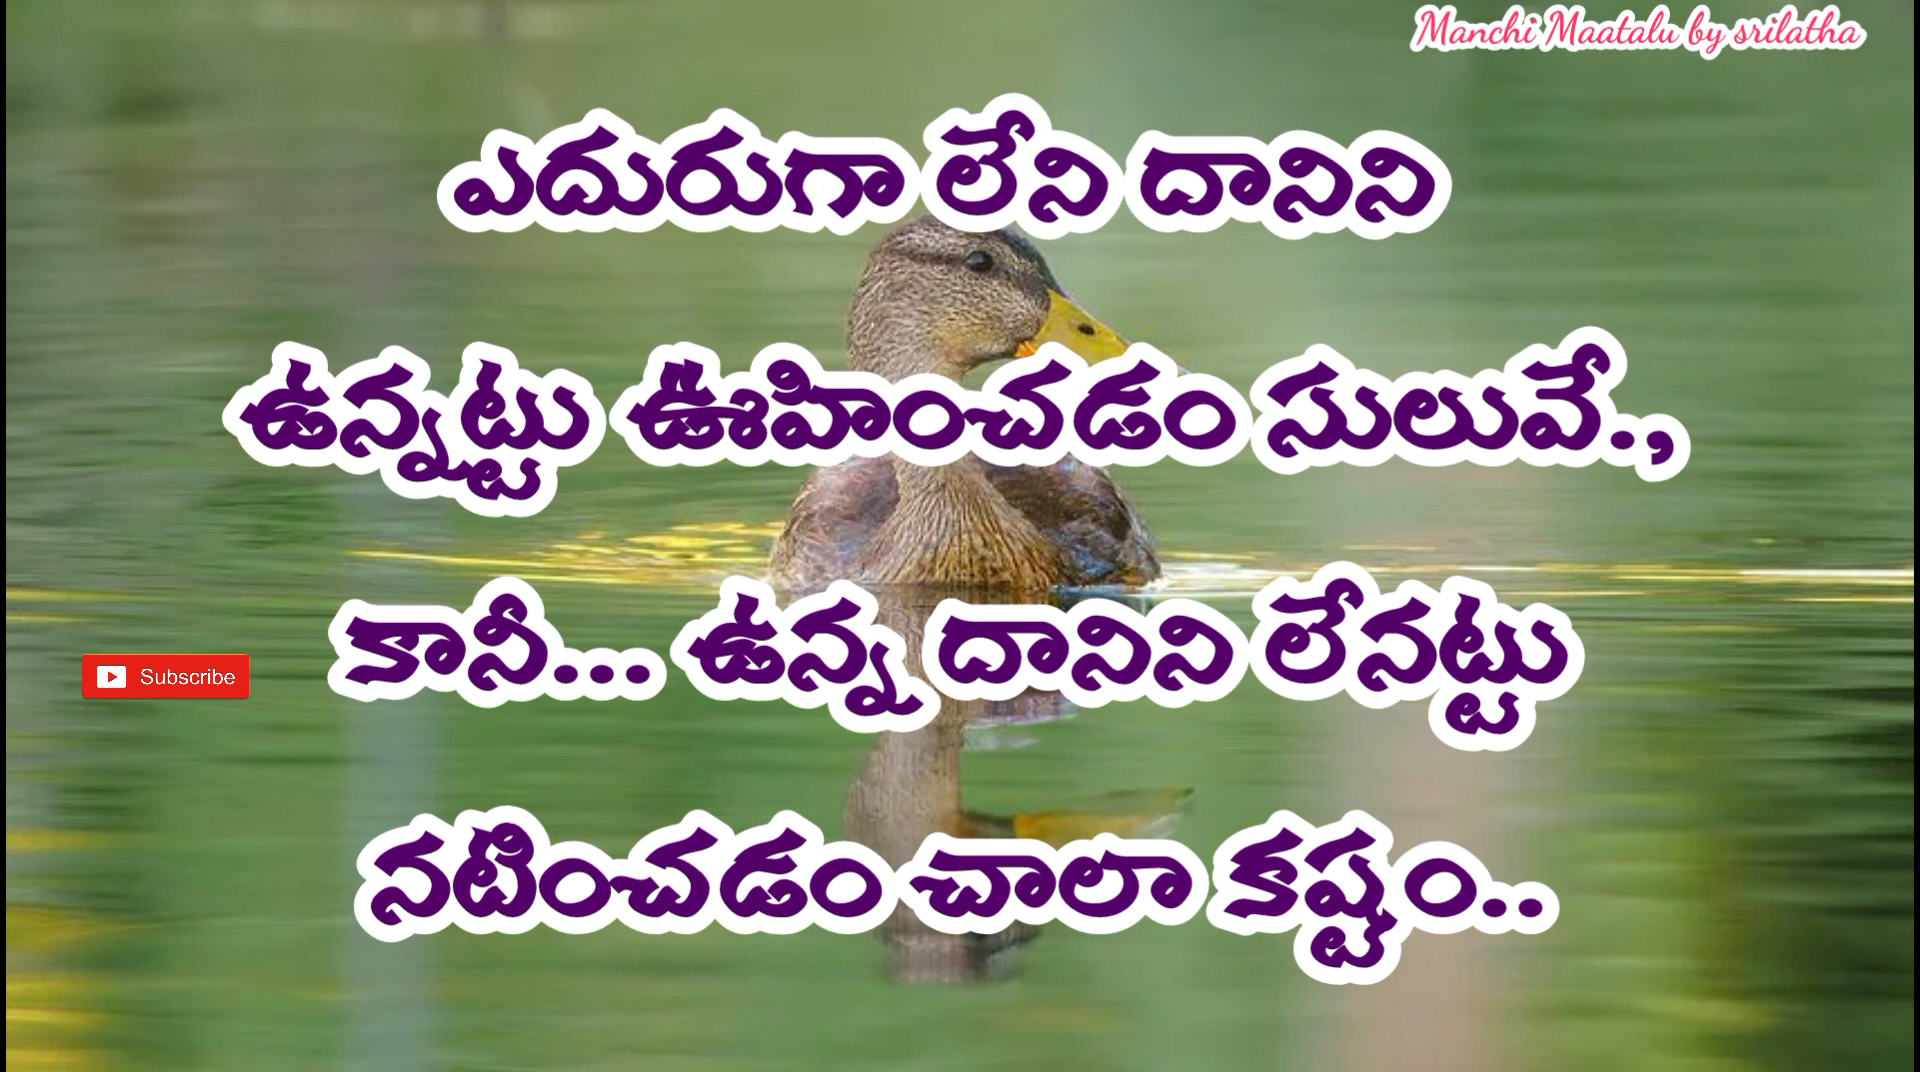 Manchi Maatalu by srilatha
ఎదురుగా లేని దానిని
ఉన్నట్టు ఊహించడం సులువే.,
కానీ... ఉన్న దానిని లేనట్టు
Subscribe
నటించడం చాలా కష్టం..